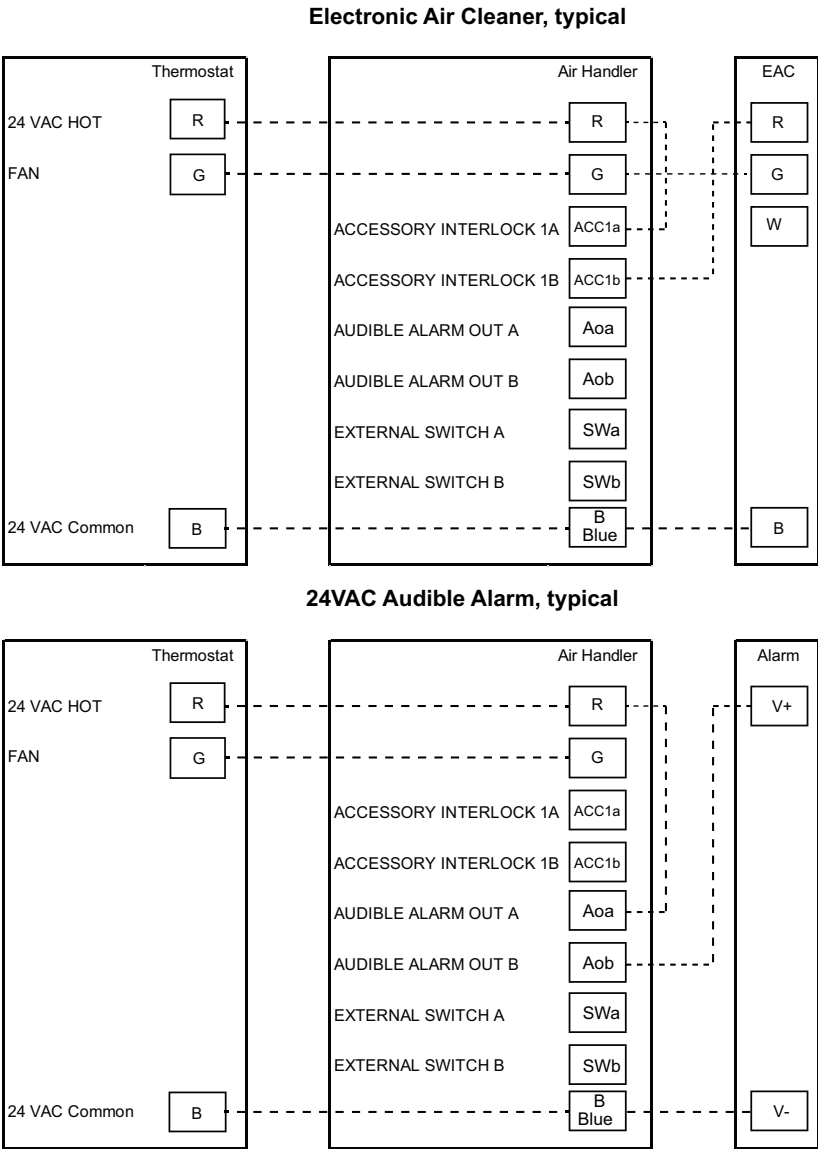 Electronic Air Cleaner, typical
Thermostat Air Handler EAC
24 VAC HOT R R R
FAN G G G
ACCESSORY INTERLOCK 1A ACC1a W
ACCESSORY INTERLOCK 1B ACC1b
AUDIBLE ALARM OUT A Aoa
AUDIBLE ALARM OUT B Aob
EXTERNAL SWITCH A SWa
EXTERNAL SWITCH B SWb
24 VAC Common B B Blue B
24VAC Audible Alarm, typical
Thermostat Air Handler Alarm
24 VAC HOT R R V+
FAN G G
ACCESSORY INTERLOCK 1A ACC1a
ACCESSORY INTERLOCK 1B ACC1b
AUDIBLE ALARM OUT A Aoa
AUDIBLE ALARM OUT B Aob
EXTERNAL SWITCH A SWa
EXTERNAL SWITCH B SWb
24 VAC Common B B Blue V-